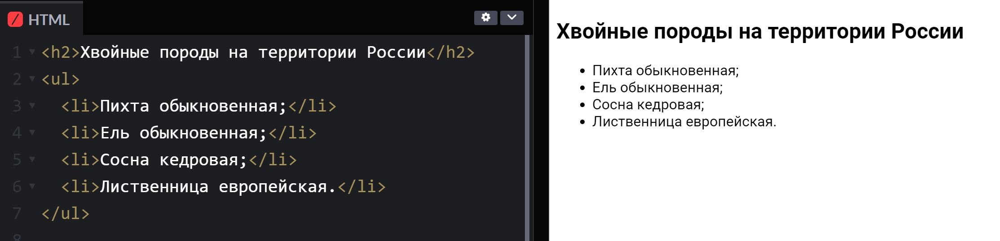 HTML
1 <h2>Хвойные породы на территории России</h2>
2 <ul>
3 <li>Пихта обыкновенная;</li>
4 <li>Ель обыкновенная;</li>
5 <li>Сосна кедровая;</li>
6 <li>Лиственница европейская.</li>
7 </ul>
8
Хвойные породы на территории России
• Пихта обыкновенная;
• Ель обыкновенная;
• Сосна кедровая;
• Лиственница европейская.